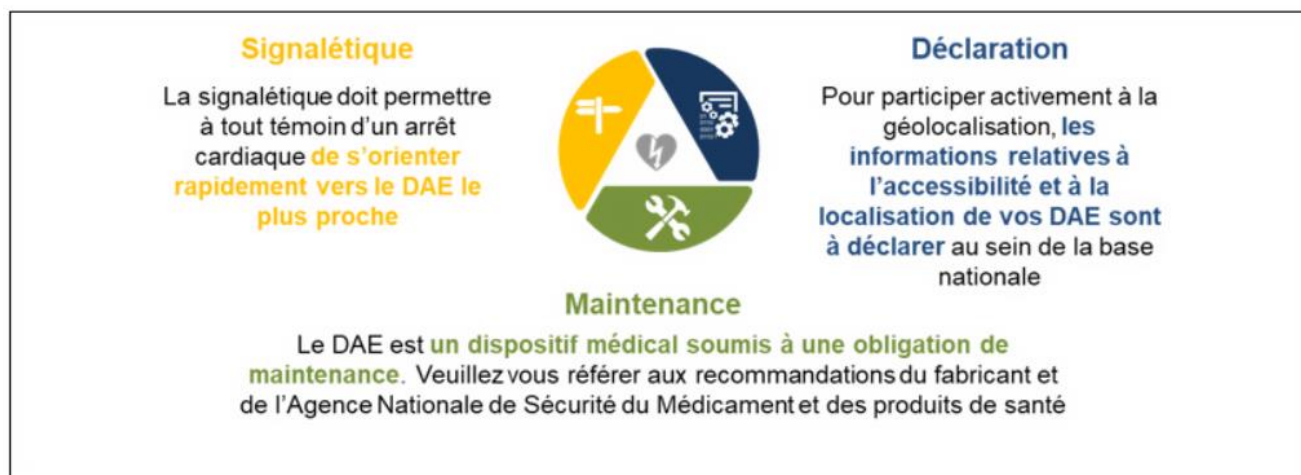 Signalétique
La signalétique doit permettre
à tout témoin d'un arrêt
cardiaque de s'orienter
rapidement vers le DAE le
plus proche
Déclaration
Pour participer activement à la
géolocalisation, les
informations relatives à
l'accessibilité et à la
localisation de vos DAE sont
à déclarer au sein de la base
nationale
Maintenance
Le DAE est un dispositif médical soumis à une obligation de
maintenance. Veuillez vous référer aux recommandations du fabricant et
de l'Agence Nationale de Sécurité du Médicament et des produits de santé